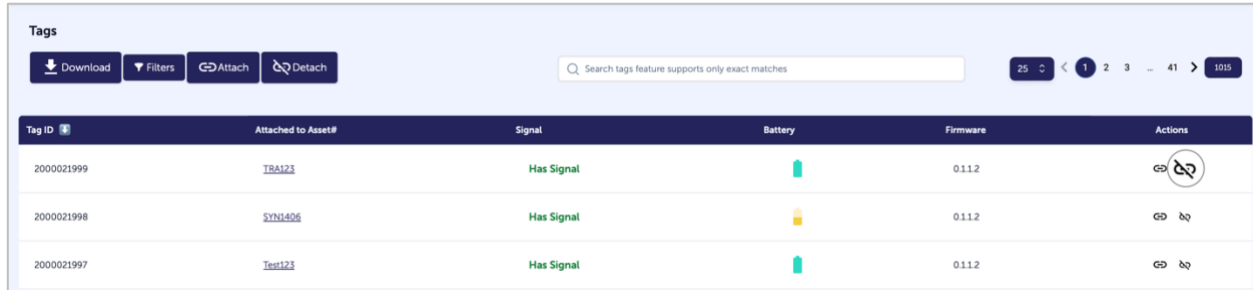 Tags
Download Filters Attach Detach Search tags feature supports only exact matches 25 1 2 3 ... 41 1015
Tag ID Attached to Asset# Signal Battery Firmware Actions
2000021999 TRA123 Has Signal 0.1.1.2
2000021998 SYN1406 Has Signal 0.1.1.2
2000021997 Test123 Has Signal 0.1.1.2